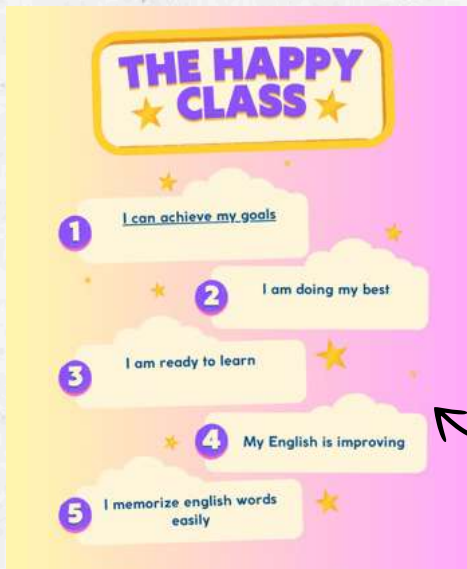 THE HAPPY
CLASS
1
I can achieve my goals
2
I am doing my best
3
I am ready to learn
4
My English is improving
5
I memorize english words
easily